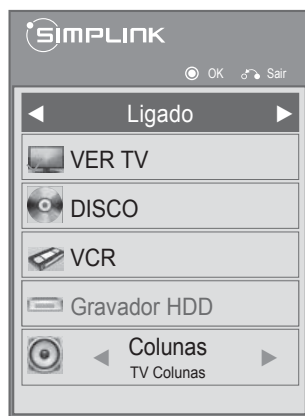 SIMPLINK
OK Sair
Ligado
VER TV
DISCO
VCR
Gravador HDD
Colunas
TV Colunas